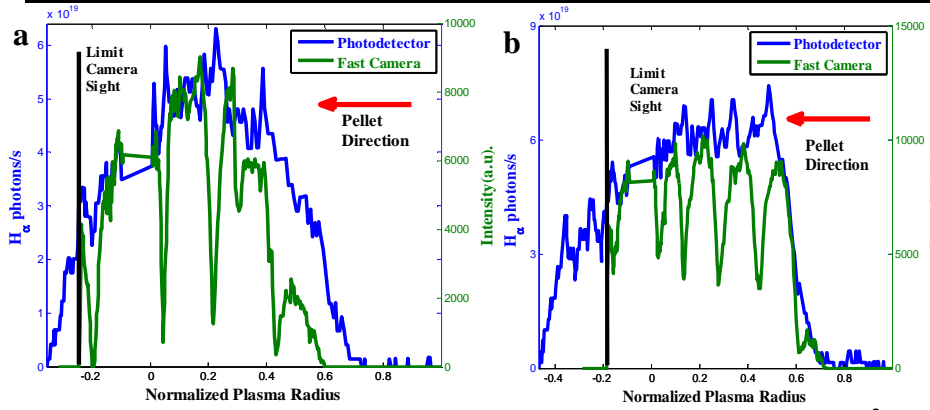 a
x 10^19
6
5
4
3
2
1
0
Hα photons/s
Limit
Camera
Sight
Photodetector
Fast Camera
Pellet
Direction
10000
8000
6000
4000
2000
0
Intensity(a.u).
-0.2
0
0.2
0.4
0.6
0.8
Normalized Plasma Radius
b
x 10^19
9
6
3
0
Hα photons/s
Limit
Camera
Sight
Photodetector
Fast Camera
Pellet
Direction
15000
10000
5000
0
-0.4
-0.2
0
0.2
0.4
0.6
0.8
Normalized Plasma Radius